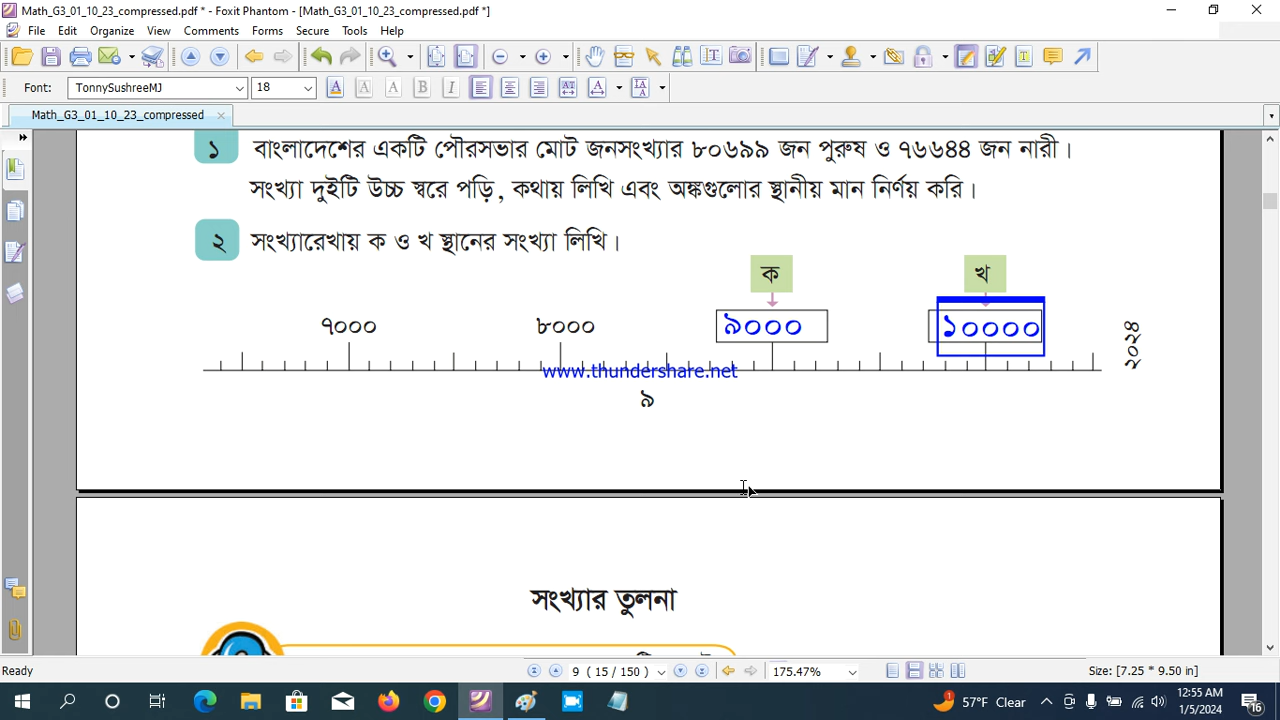 Math_G3_01_10_23_compressed.pdf * - Foxit Phantom - [Math_G3_01_10_23_compressed.pdf *]
File Edit Organize View Comments Forms Secure Tools Help
Font: TonnySushreeMJ 18
Math_G3_01_10_23_compressed
১ বাংলাদেশের একটি পৌরসভার মোট জনসংখ্যার ৮০৬৯৯ জন পুরুষ ও ৭৬৬৪৪ জন নারী।
সংখ্যা দুইটি উচ্চ স্বরে পড়ি, কথায় লিখি এবং অঙ্কগুলোর স্থানীয় মান নির্ণয় করি।
২ সংখ্যারেখায় ক ও খ স্থানের সংখ্যা লিখি।
ক খ
৭০০০ ৮০০০ ৯০০০ ১০০০০
২০২৪
www.thundershare.net
৯
সংখ্যার তুলনা
Ready 9 ( 15 / 150 ) 175.47% Size: [7.25 * 9.50 in]
57°F Clear 12:55 AM
1/5/2024 16